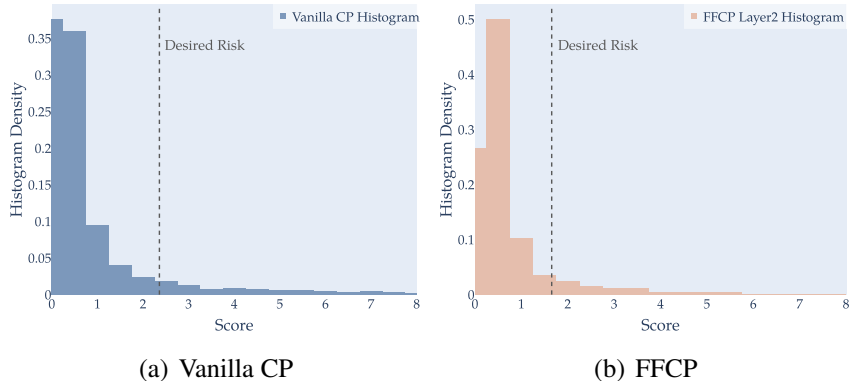 Vanilla CP Histogram
Desired Risk
Histogram Density
0.35
0.3
0.25
0.2
0.15
0.1
0.05
0
0 1 2 3 4 5 6 7 8
Score
(a) Vanilla CP
FFCP Layer2 Histogram
Desired Risk
Histogram Density
0.5
0.4
0.3
0.2
0.1
0
0 1 2 3 4 5 6 7 8
Score
(b) FFCP